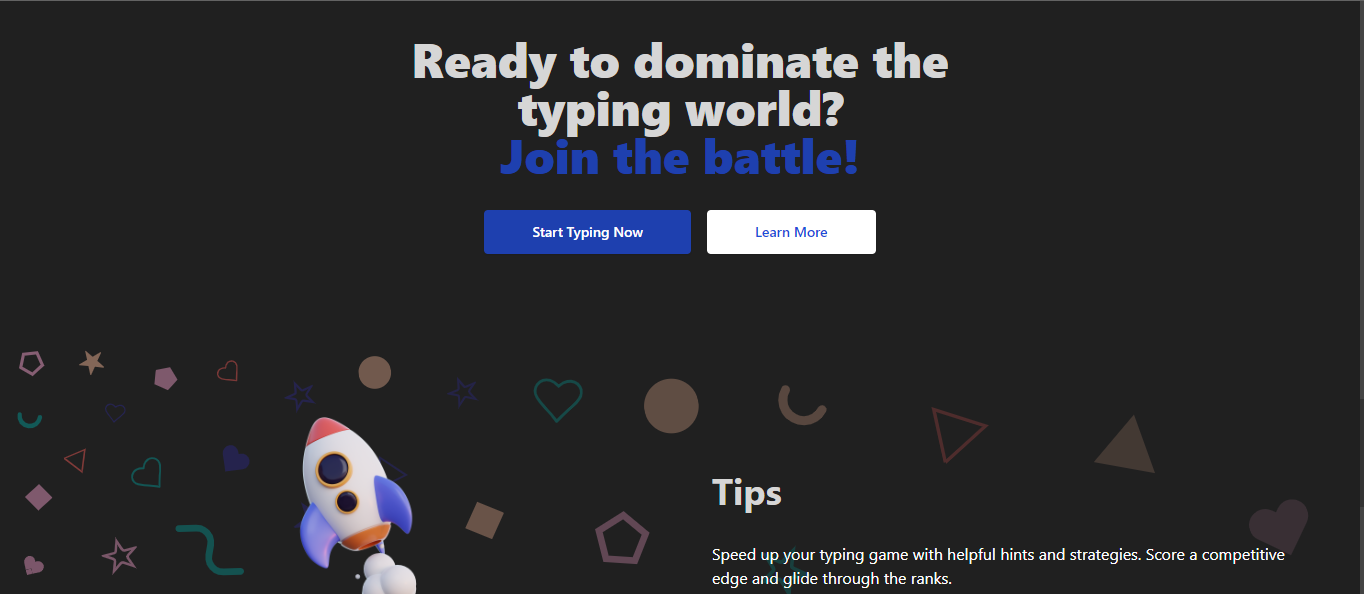 Ready to dominate the
typing world?
Join the battle!
Start Typing Now
Learn More
Tips
Speed up your typing game with helpful hints and strategies. Score a competitive
edge and glide through the ranks.